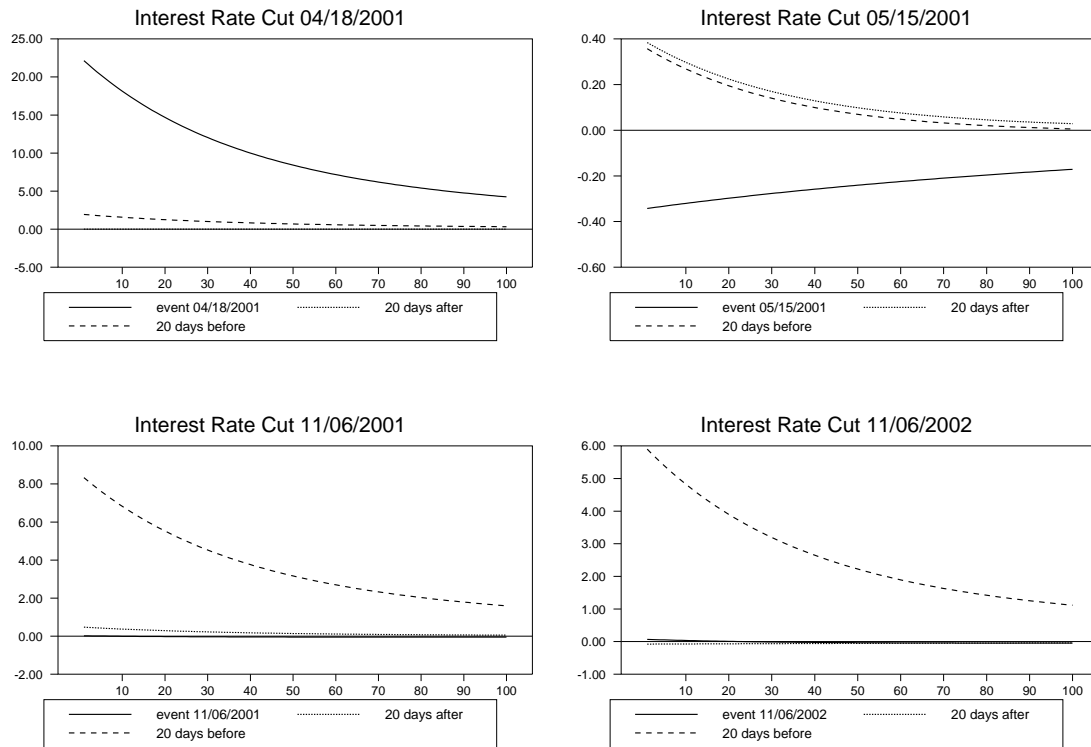 Interest Rate Cut 04/18/2001
25.00
20.00
15.00
10.00
5.00
0.00
-5.00
10 20 30 40 50 60 70 80 90 100
event 04/18/2001 20 days after
20 days before
Interest Rate Cut 05/15/2001
0.40
0.20
0.00
-0.20
-0.40
-0.60
10 20 30 40 50 60 70 80 90 100
event 05/15/2001 20 days after
20 days before
Interest Rate Cut 11/06/2001
10.00
8.00
6.00
4.00
2.00
0.00
-2.00
10 20 30 40 50 60 70 80 90 100
event 11/06/2001 20 days after
20 days before
Interest Rate Cut 11/06/2002
6.00
5.00
4.00
3.00
2.00
1.00
0.00
-1.00
10 20 30 40 50 60 70 80 90 100
event 11/06/2002 20 days after
20 days before